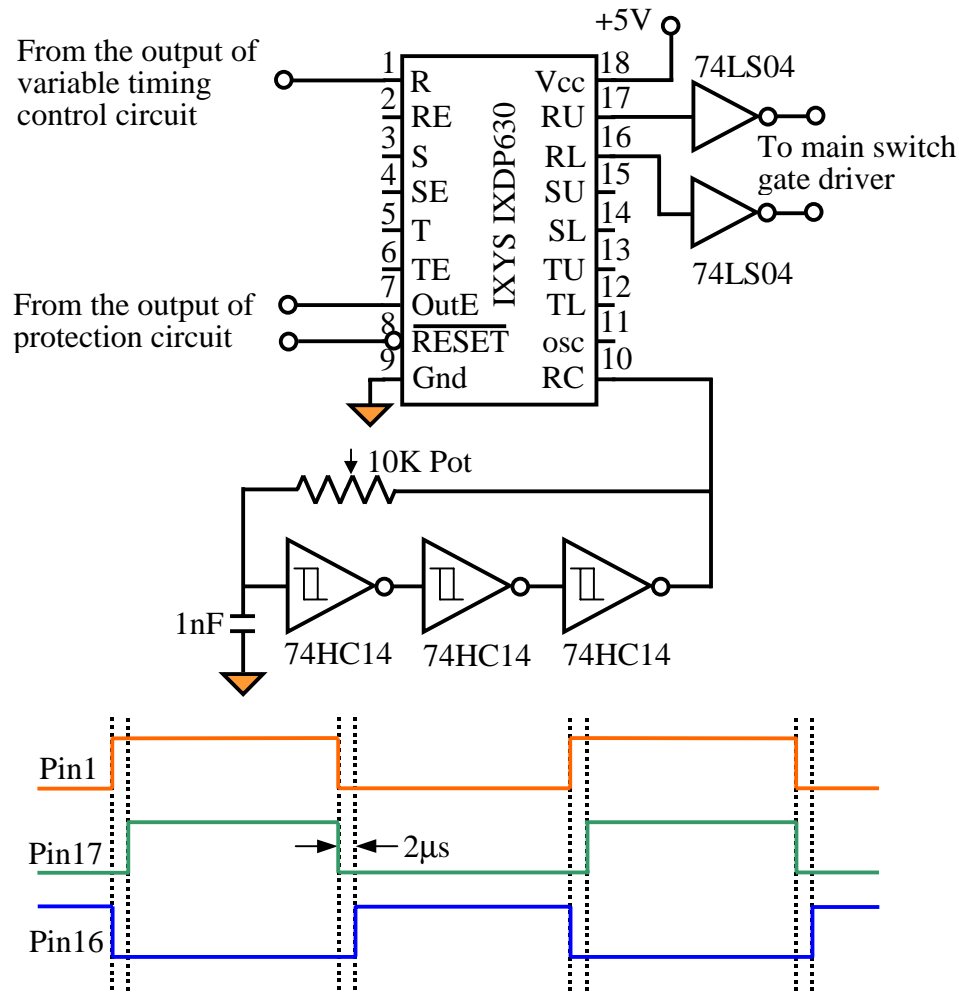 +5V
From the output of
variable timing
control circuit
1
R
2
RE
3
S
4
SE
5
T
6
TE
7
OutE
8
RESET
9
Gnd
IXYS IXDP630
18
Vcc
17
RU
16
RL
15
SU
14
SL
13
TU
12
TL
11
osc
10
RC
74LS04
To main switch
gate driver
74LS04
From the output of
protection circuit
10K Pot
1nF
74HC14
74HC14
74HC14
Pin1
Pin17
2μs
Pin16